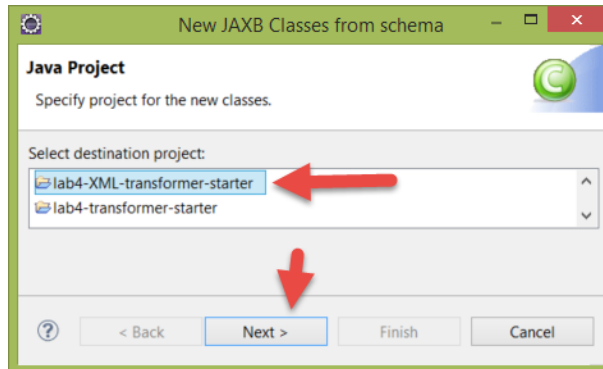 New JAXB Classes from schema
Java Project
Specify project for the new classes.
Select destination project:
lab4-XML-transformer-starter
lab4-transformer-starter
< Back Next > Finish Cancel